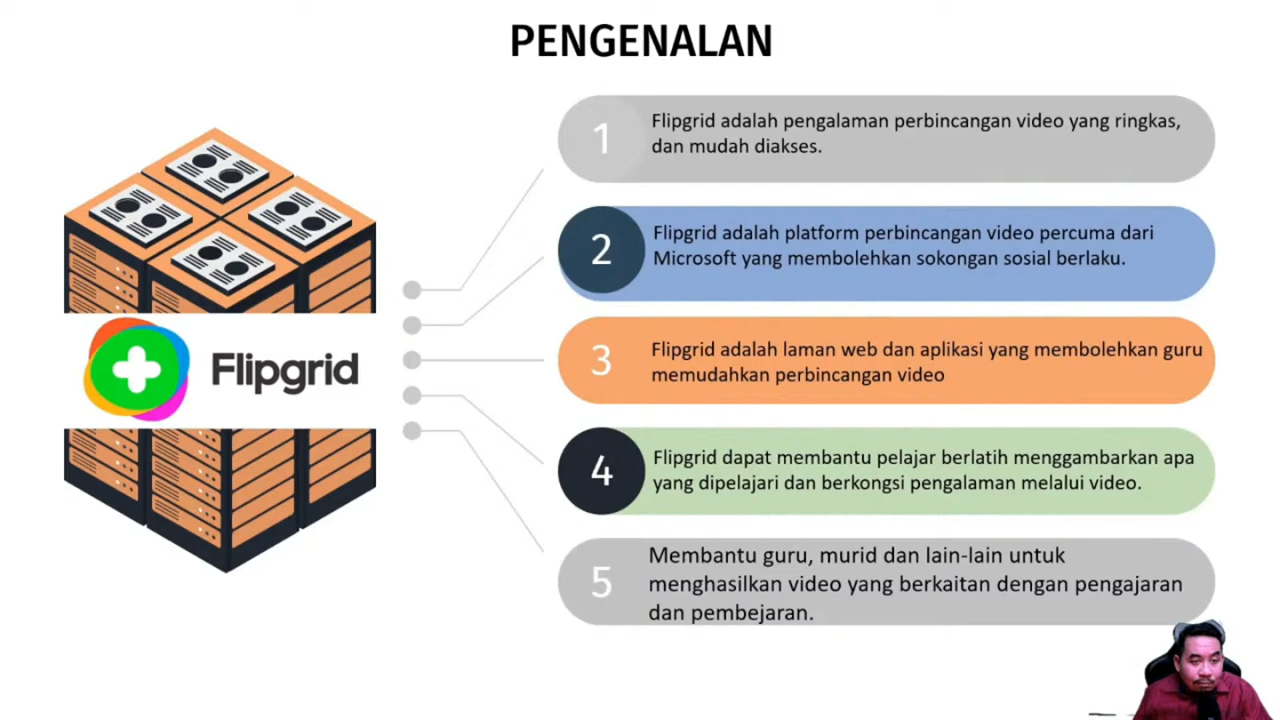 PENGENALAN
1
Flipgrid adalah pengalaman perbincangan video yang ringkas,
dan mudah diakses.
2
Flipgrid adalah platform perbincangan video percuma dari
Microsoft yang membolehkan sokongan sosial berlaku.
Flipgrid
3
Flipgrid adalah laman web dan aplikasi yang membolehkan guru
memudahkan perbincangan video
4
Flipgrid dapat membantu pelajar berlatih menggambarkan apa
yang dipelajari dan berkongsi pengalaman melalui video.
5
Membantu guru, murid dan lain-lain untuk
menghasilkan video yang berkaitan dengan pengajaran
dan pembejaran.